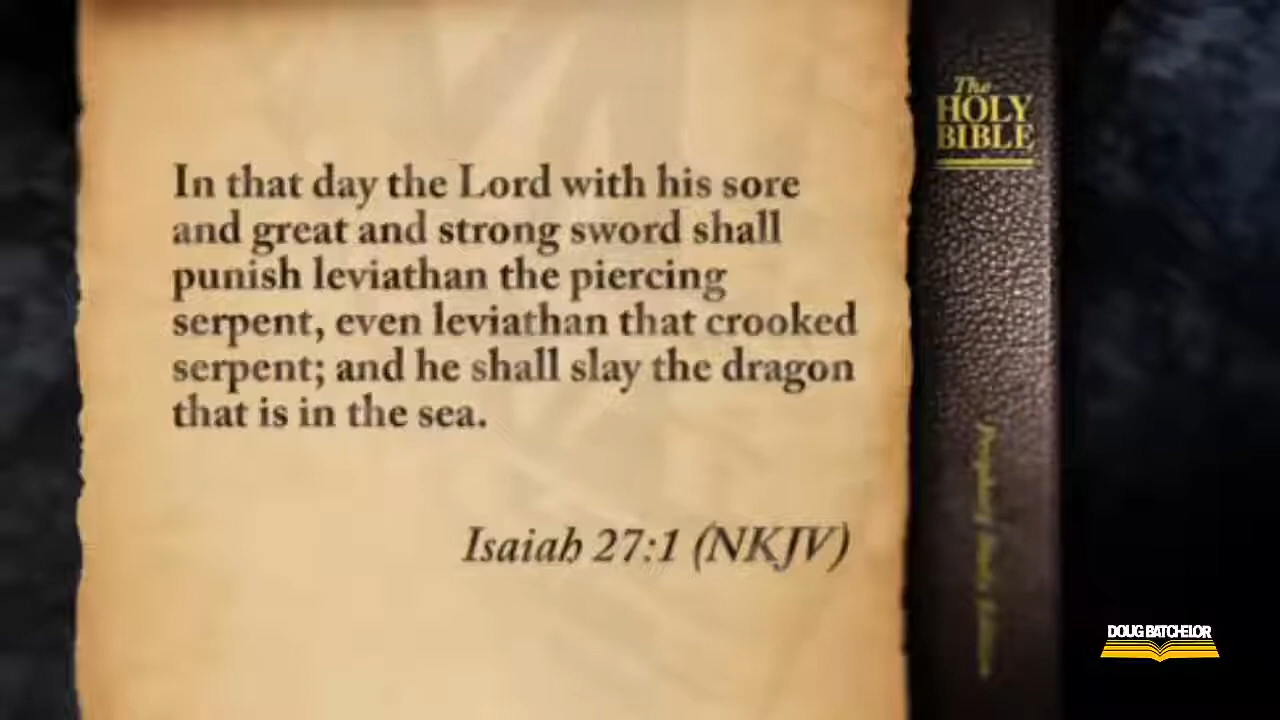 In that day the Lord with his sore
and great and strong sword shall
punish leviathan the piercing
serpent, even leviathan that crooked
serpent; and he shall slay the dragon
that is in the sea.
Isaiah 27:1 (NKJV)
The
HOLY
BIBLE
DOUG BATCHELOR